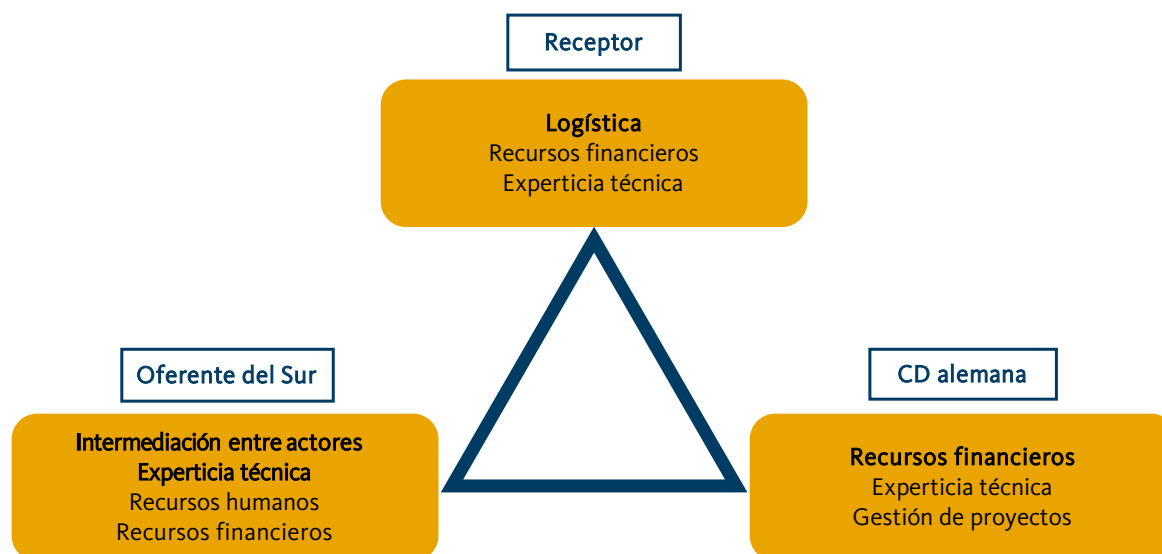 Receptor
Logística
Recursos financieros
Experticia técnica
Oferente del Sur
Intermediación entre actores
Experticia técnica
Recursos humanos
Recursos financieros
CD alemana
Recursos financieros
Experticia técnica
Gestión de proyectos